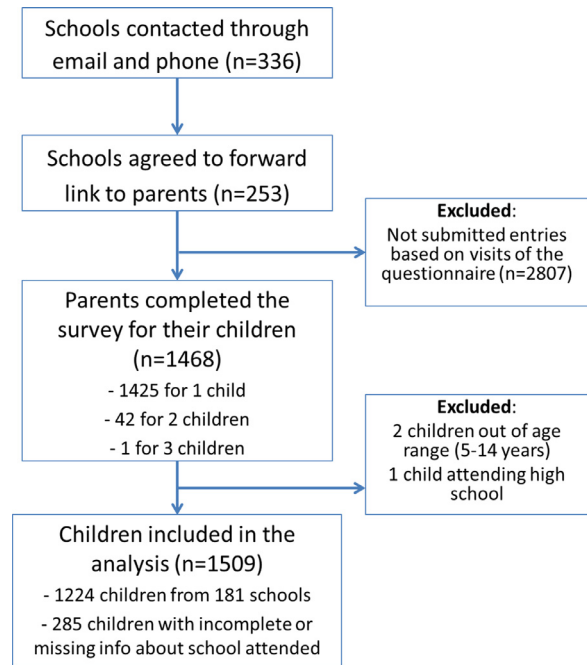 Schools contacted through
email and phone (n=336)
Schools agreed to forward
link to parents (n=253)
Excluded:
Not submitted entries
based on visits of the
questionnaire (n=2807)
Parents completed the
survey for their children
(n=1468)
- 1425 for 1 child
- 42 for 2 children
- 1 for 3 children
Excluded:
2 children out of age
range (5-14 years)
1 child attending high
school
Children included in the
analysis (n=1509)
- 1224 children from 181 schools
- 285 children with incomplete or
missing info about school attended